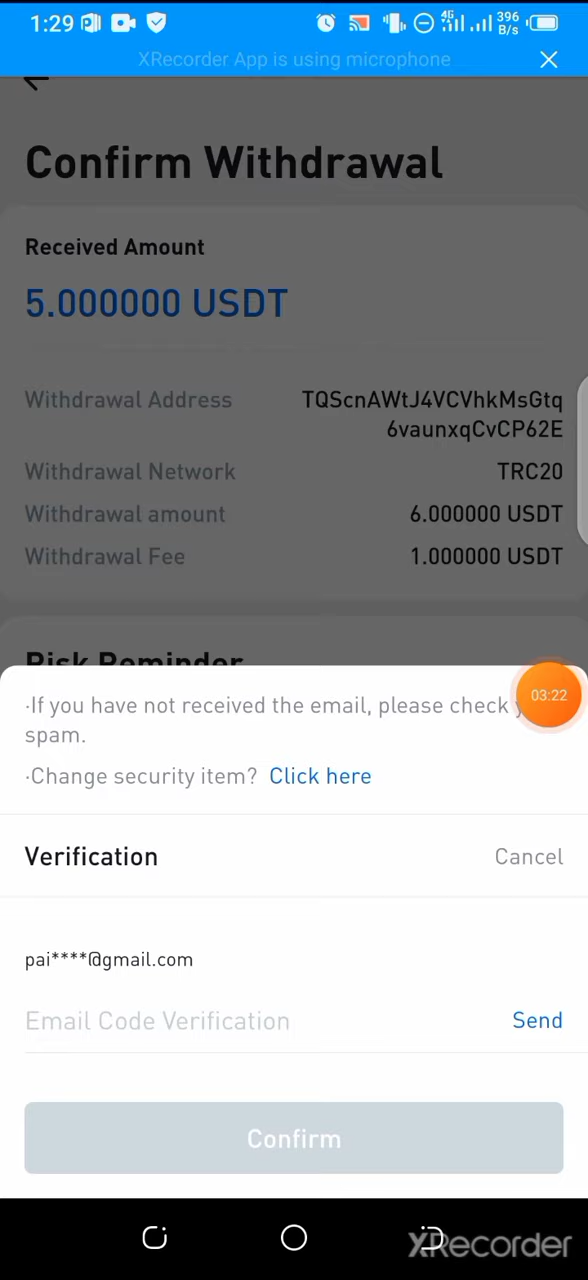 1:29
4G
396
B/s
XRecorder App is using microphone
Confirm Withdrawal
Received Amount
5.000000 USDT
Withdrawal Address TQScnAWtJ4VCVhkMsGtq
6vaunxqCvCP62E
Withdrawal Network TRC20
Withdrawal amount 6.000000 USDT
Withdrawal Fee 1.000000 USDT
Risk Reminder
·If you have not received the email, please check
03:22
spam.
·Change security item? Click here
Verification Cancel
pai****@gmail.com
Email Code Verification Send
Confirm
XRecorder